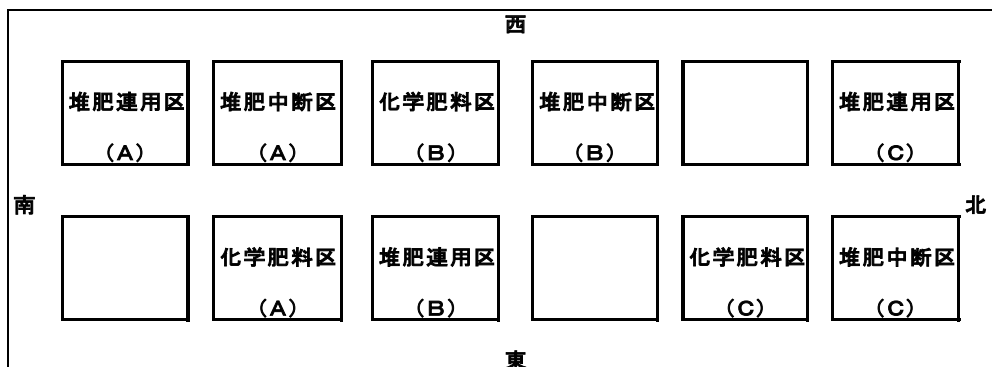 西
堆肥連用区 堆肥中断区 化学肥料区 堆肥中断区 堆肥連用区
（A） （A） （B） （B） （C）
南 北
化学肥料区 堆肥連用区 化学肥料区 堆肥中断区
（A） （B） （C） （C）
東